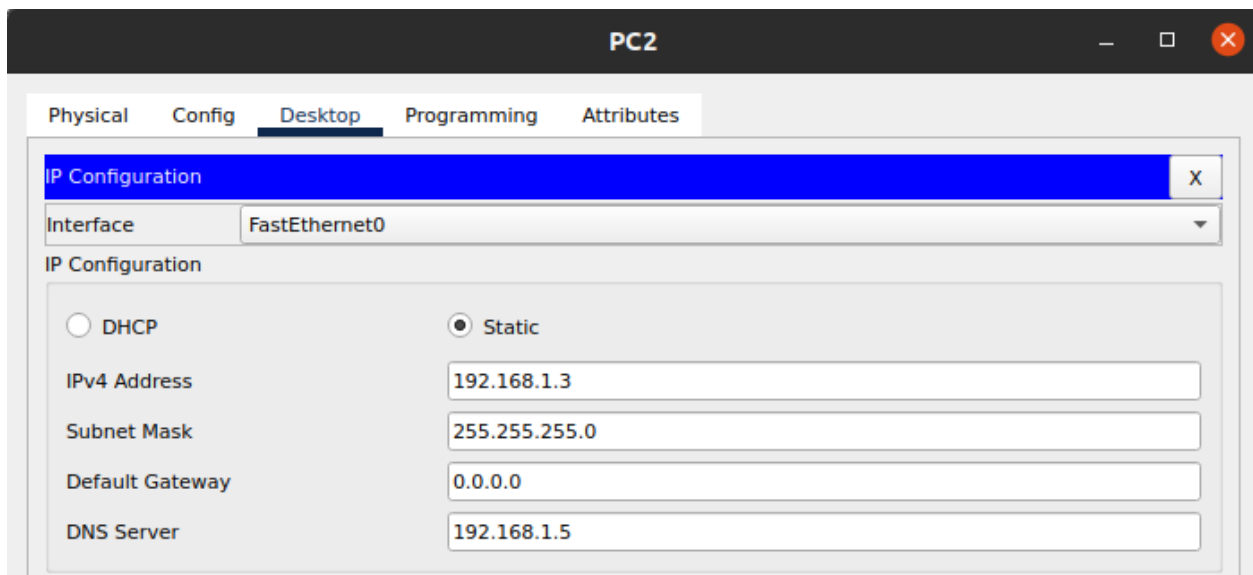 PC2
Physical Config Desktop Programming Attributes
IP Configuration X
Interface FastEthernet0
IP Configuration
DHCP Static
IPv4 Address 192.168.1.3
Subnet Mask 255.255.255.0
Default Gateway 0.0.0.0
DNS Server 192.168.1.5